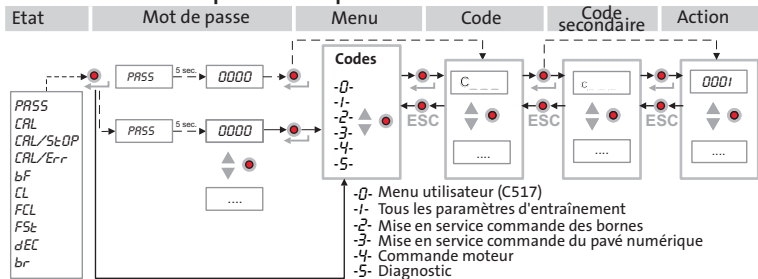 Etat Mot de passe Menu Code Code secondaire Action
PASS 5 sec. 0000
Codes
C_ _ _
C_ _ _
0001
PASS
CAL
CAL/StOP
CAL/Err
bF
CL
FCL
FSt
dEC
br
PASS 5 sec. 0000
....
-0-
-1-
-2-
-3-
-4-
-5-
ESC
ESC
ESC
....
....
....
-0- Menu utilisateur (C517)
-1- Tous les paramètres d'entraînement
-2- Mise en service commande des bornes
-3- Mise en service commande du pavé numérique
-4- Commande moteur
-5- Diagnostic